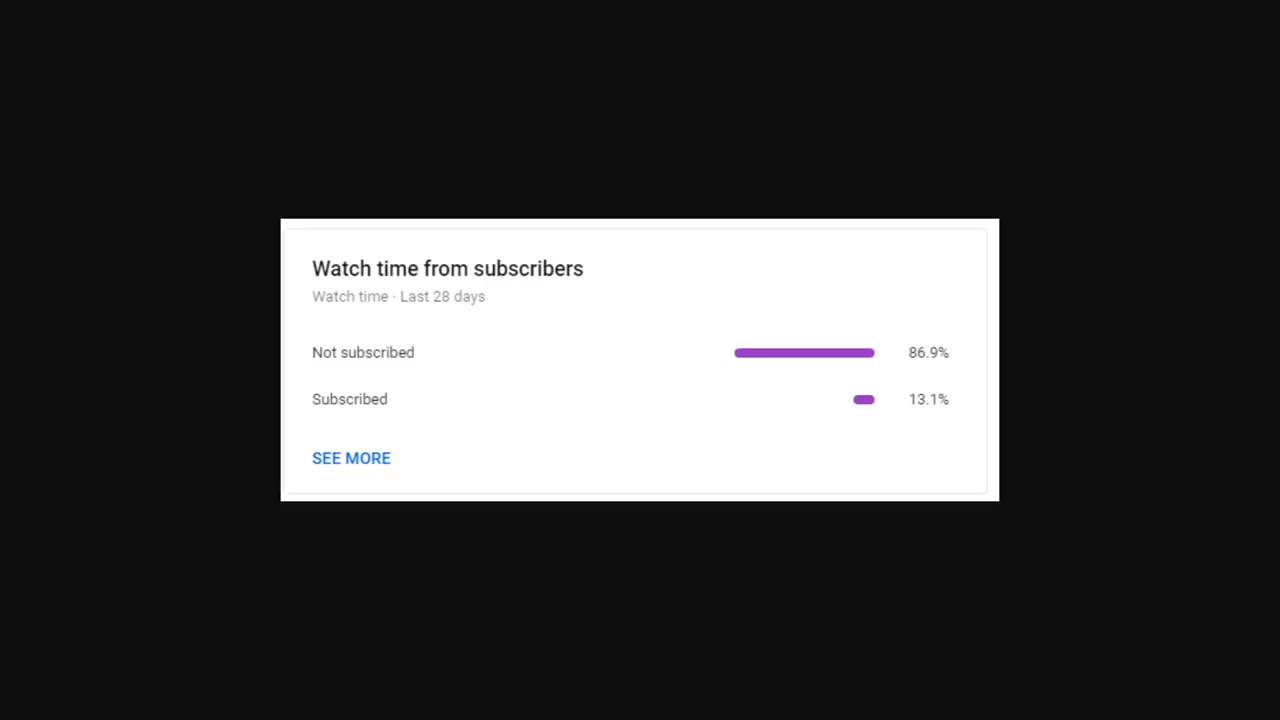 Watch time from subscribers
Watch time · Last 28 days
Not subscribed 86.9%
Subscribed 13.1%
SEE MORE